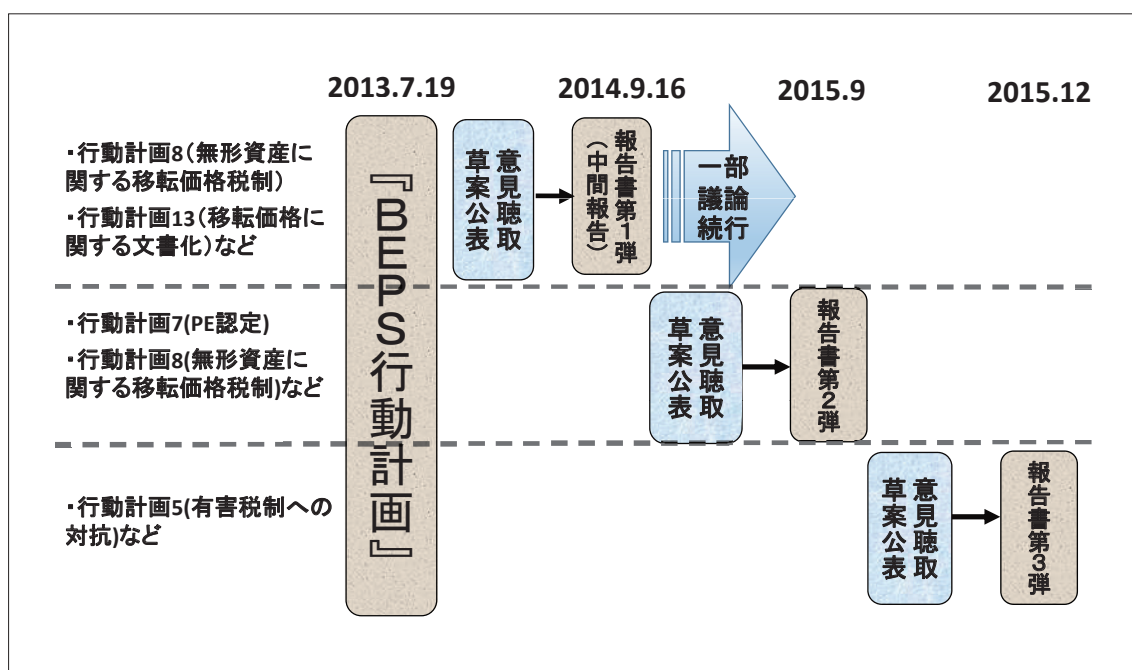 2013.7.19
2014.9.16
2015.9
2015.12
・行動計画8(無形資産に
関する移転価格税制)
・行動計画13(移転価格に
関する文書化)など
・行動計画7(PE認定)
・行動計画8(無形資産に
関する移転価格税制)など
・行動計画5(有害税制への
対抗)など
『BEPS行動計画』
意見聴取
草案公表
報告書第1弾
(中間報告)
一部
議論
続行
意見聴取
草案公表
報告書第2弾
意見聴取
草案公表
報告書第3弾